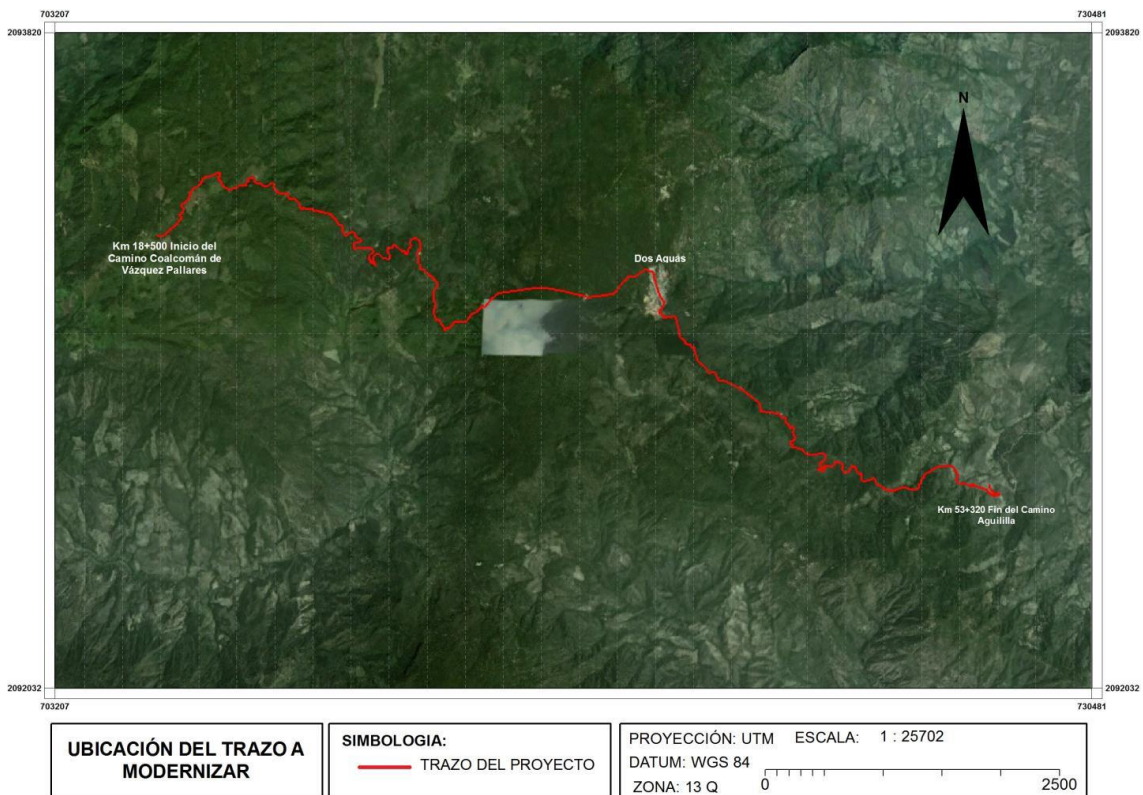 703207 730481
2093820 2093820
N
Km 18+500 Inicio del
Camino Coalcomán de
Vázquez Pallares
Dos Aguas
Km 53+320 Fin del Camino
Aguililla
2092032 2092032
703207 730481
UBICACIÓN DEL TRAZO A
MODERNIZAR
SIMBOLOGIA:
TRAZO DEL PROYECTO
PROYECCIÓN: UTM ESCALA: 1 : 25702
DATUM: WGS 84
ZONA: 13 Q
0 2500